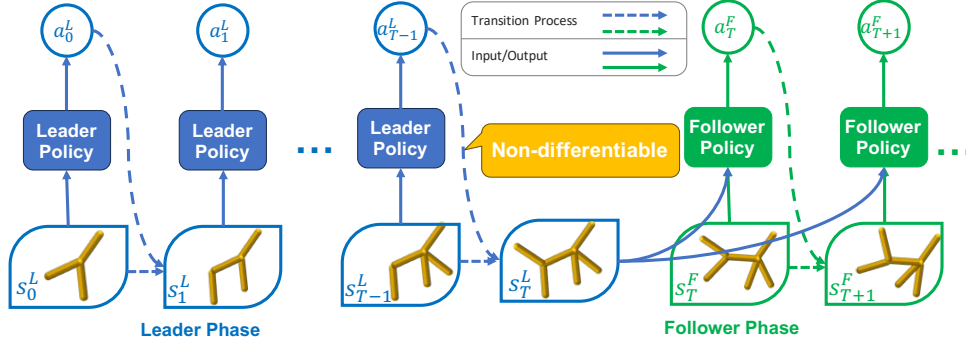 a_0^L
a_1^L
a_{T-1}^L
Transition Process
Input/Output
a_T^F
a_{T+1}^F
Leader
Policy
Leader
Policy
...
Leader
Policy
Non-differentiable
Follower
Policy
Follower
Policy
...
s_0^L
s_1^L
s_{T-1}^L
s_T^L
s_T^F
s_{T+1}^F
Leader Phase
Follower Phase